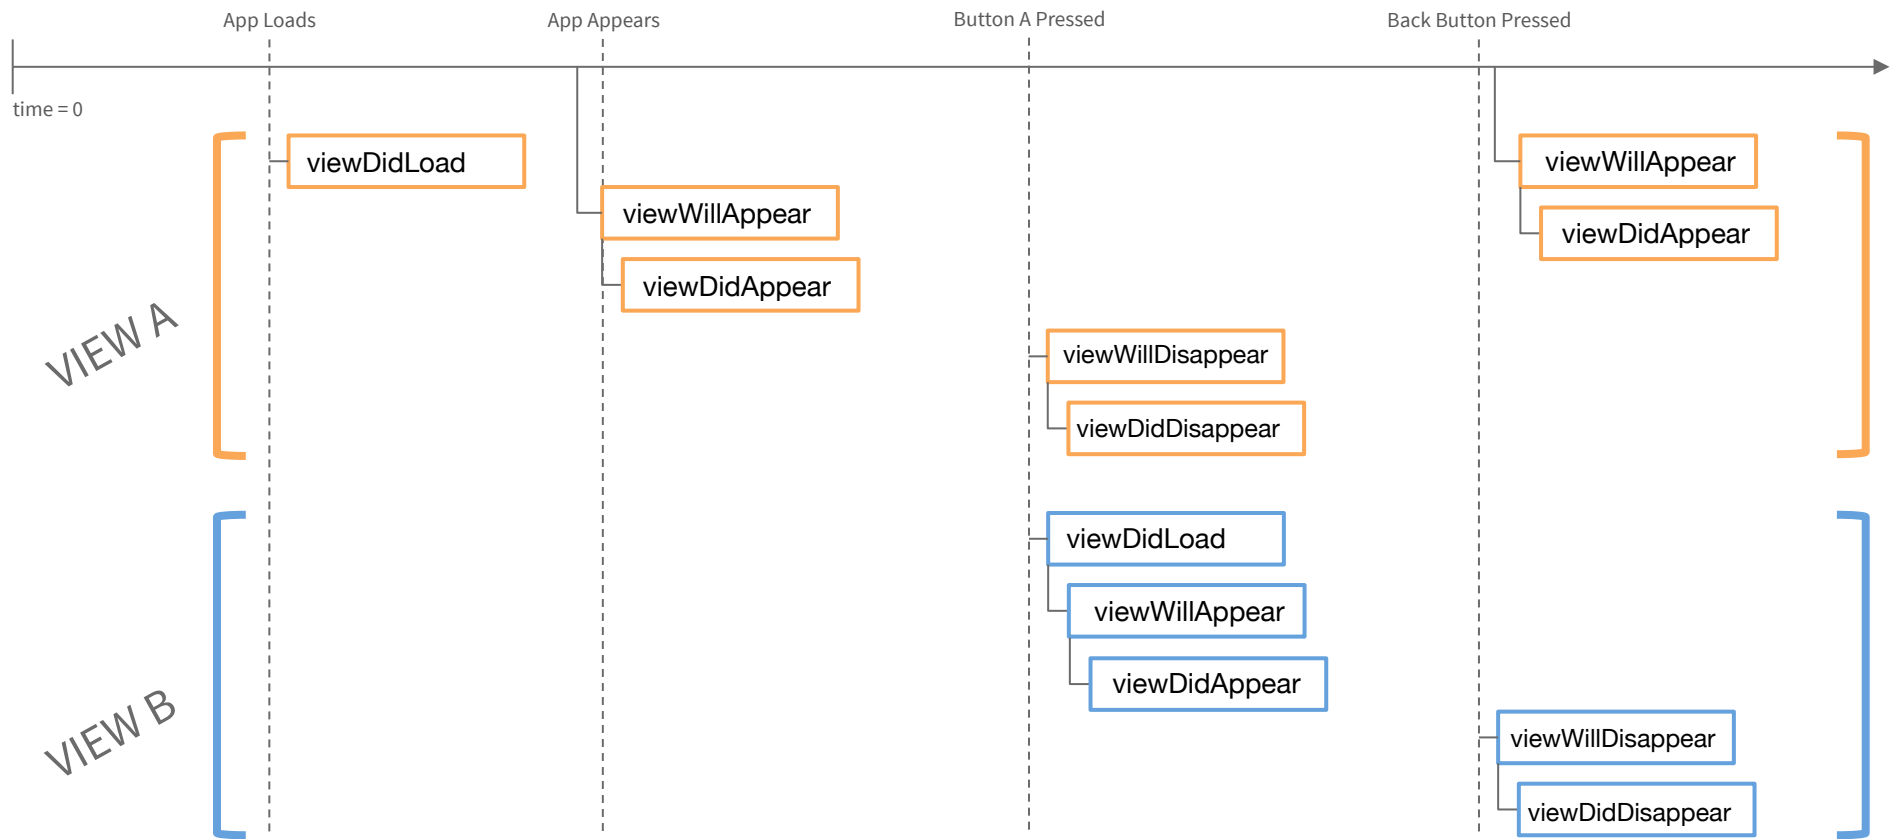 App Loads
App Appears
Button A Pressed
Back Button Pressed
time = 0
VIEW A
viewDidLoad
viewWillAppear
viewDidAppear
viewWillDisappear
viewDidDisappear
viewWillAppear
viewDidAppear
VIEW B
viewDidLoad
viewWillAppear
viewDidAppear
viewWillDisappear
viewDidDisappear